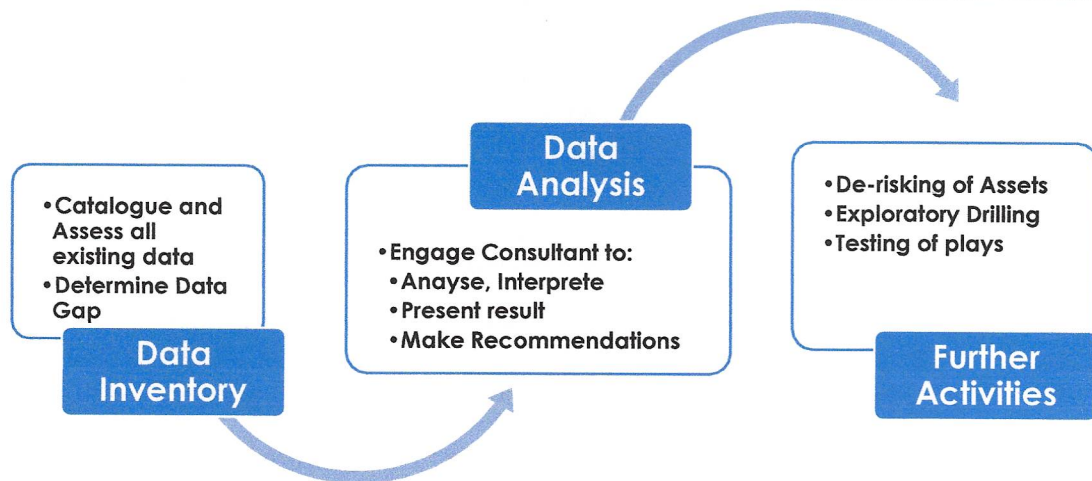 • Catalogue and
Assess all
existing data
• Determine Data
Gap
Data
Inventory
Data
Analysis
• Engage Consultant to:
• Anayse, Interprete
• Present result
• Make Recommendations
• De-risking of Assets
• Exploratory Drilling
• Testing of plays
Further
Activities